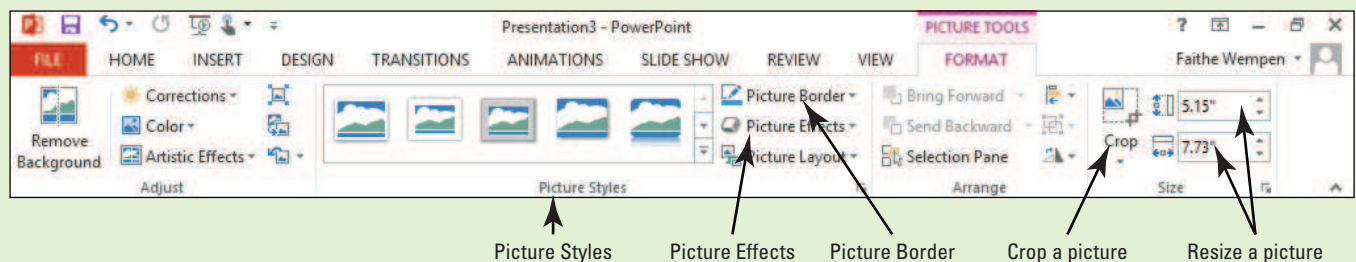 Presentation3 - PowerPoint PICTURE TOOLS ?
FILE HOME INSERT DESIGN TRANSITIONS ANIMATIONS SLIDE SHOW REVIEW VIEW FORMAT Faithe Wempen
Corrections Picture Border Bring Forward 5.15"
Remove Color Picture Effects Send Backward Crop 7.73"
Background Artistic Effects Picture Layout Selection Pane
Adjust Picture Styles Arrange Size
Picture Styles Picture Effects Picture Border Crop a picture Resize a picture